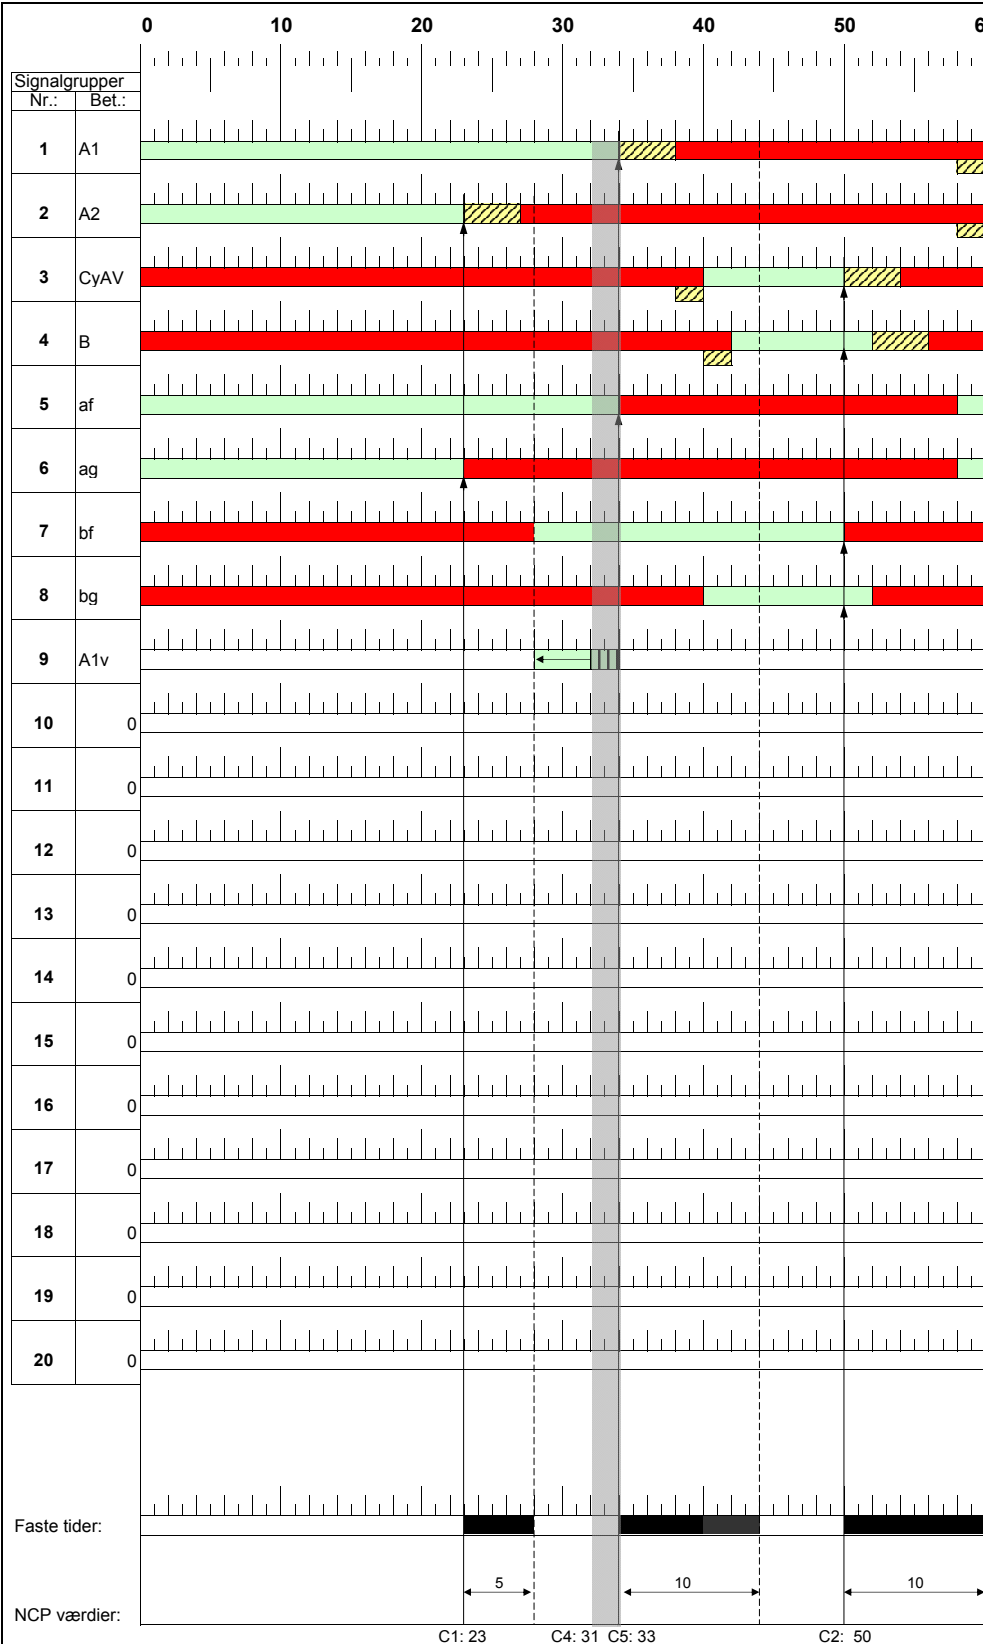 0 10 20 30 40 50 6
Signalgrupper
Nr.: Bet.:
1 A1
2 A2
3 CyAV
4 B
5 af
6 ag
7 bf
8 bg
9 A1v
10 0
11 0
12 0
13 0
14 0
15 0
16 0
17 0
18 0
19 0
20 0
Faste tider:
5 10 10
NCP værdier:
C1: 23 C4: 31 C5: 33 C2: 50